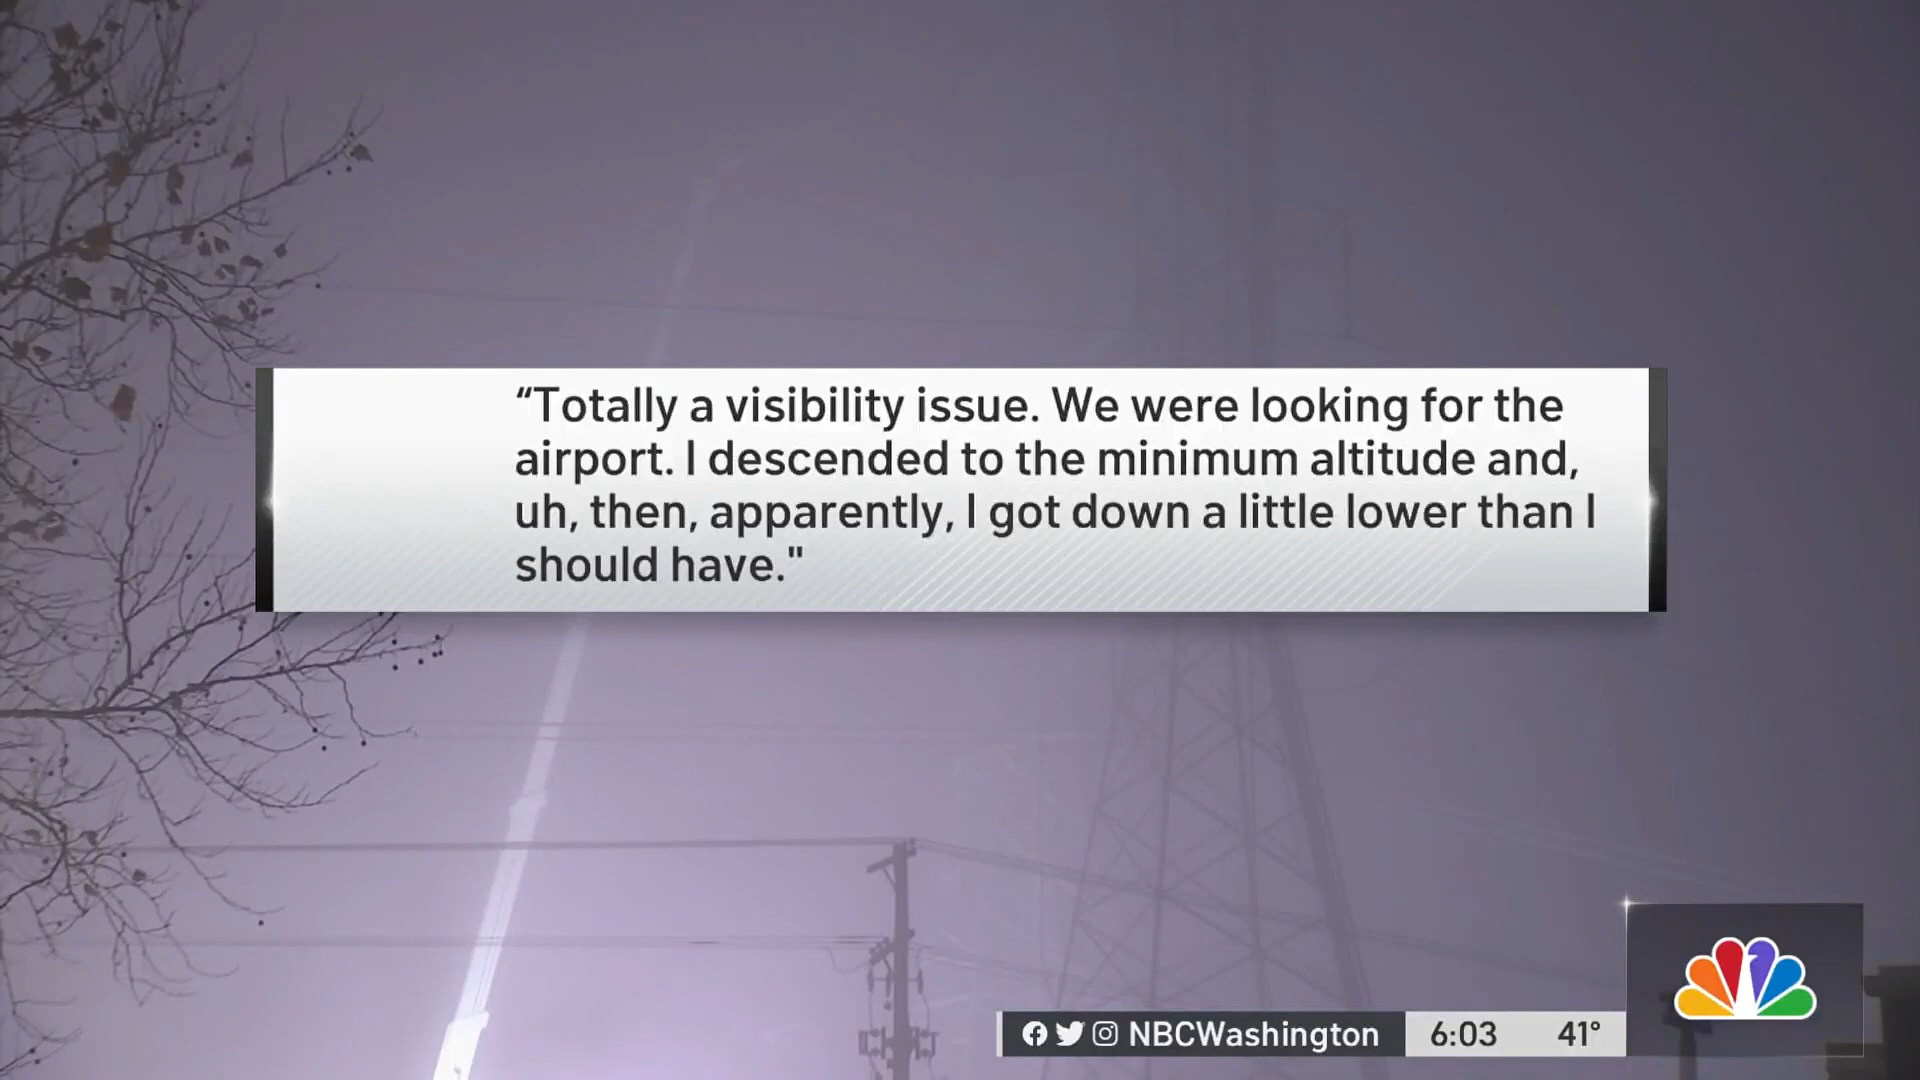 “Totally a visibility issue. We were looking for the
airport. I descended to the minimum altitude and,
uh, then, apparently, I got down a little lower than I
should have."
NBCWashington
6:03 41°